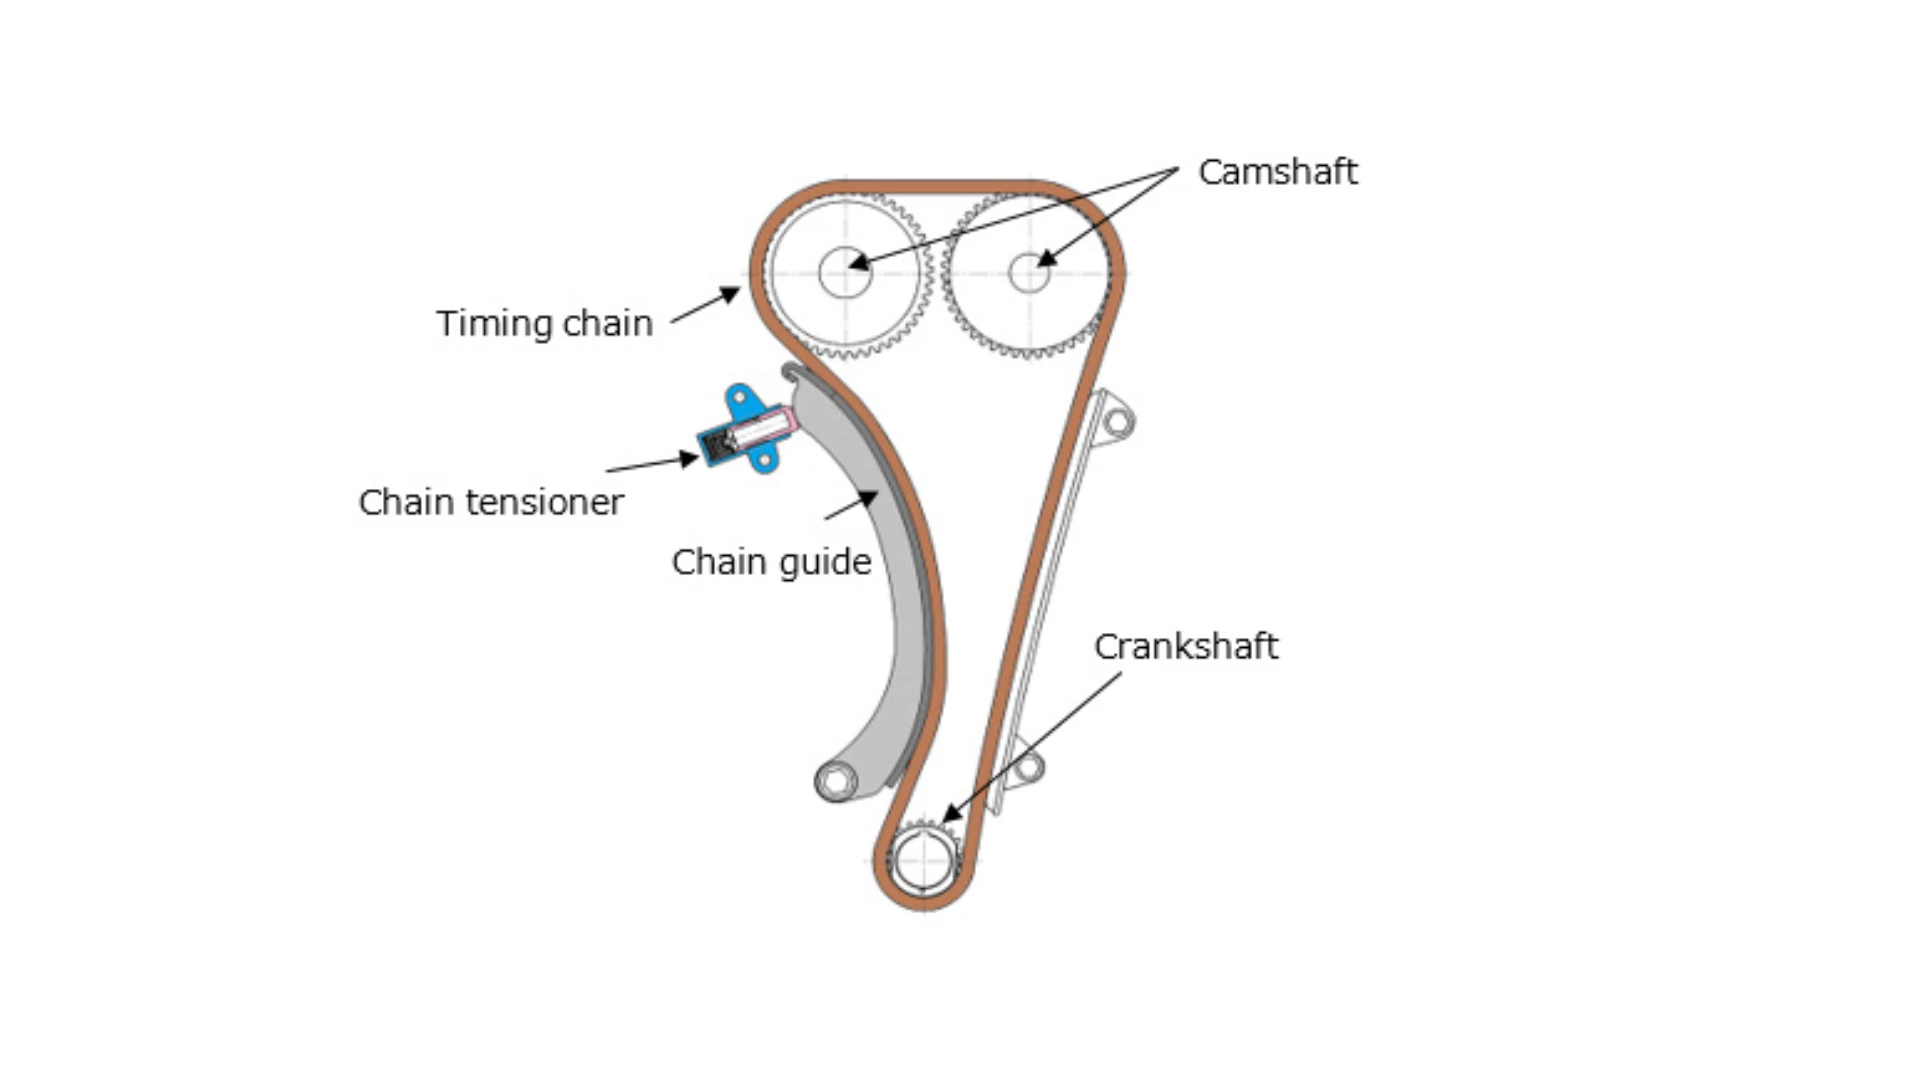 Camshaft
Timing chain
Chain tensioner
Chain guide
Crankshaft